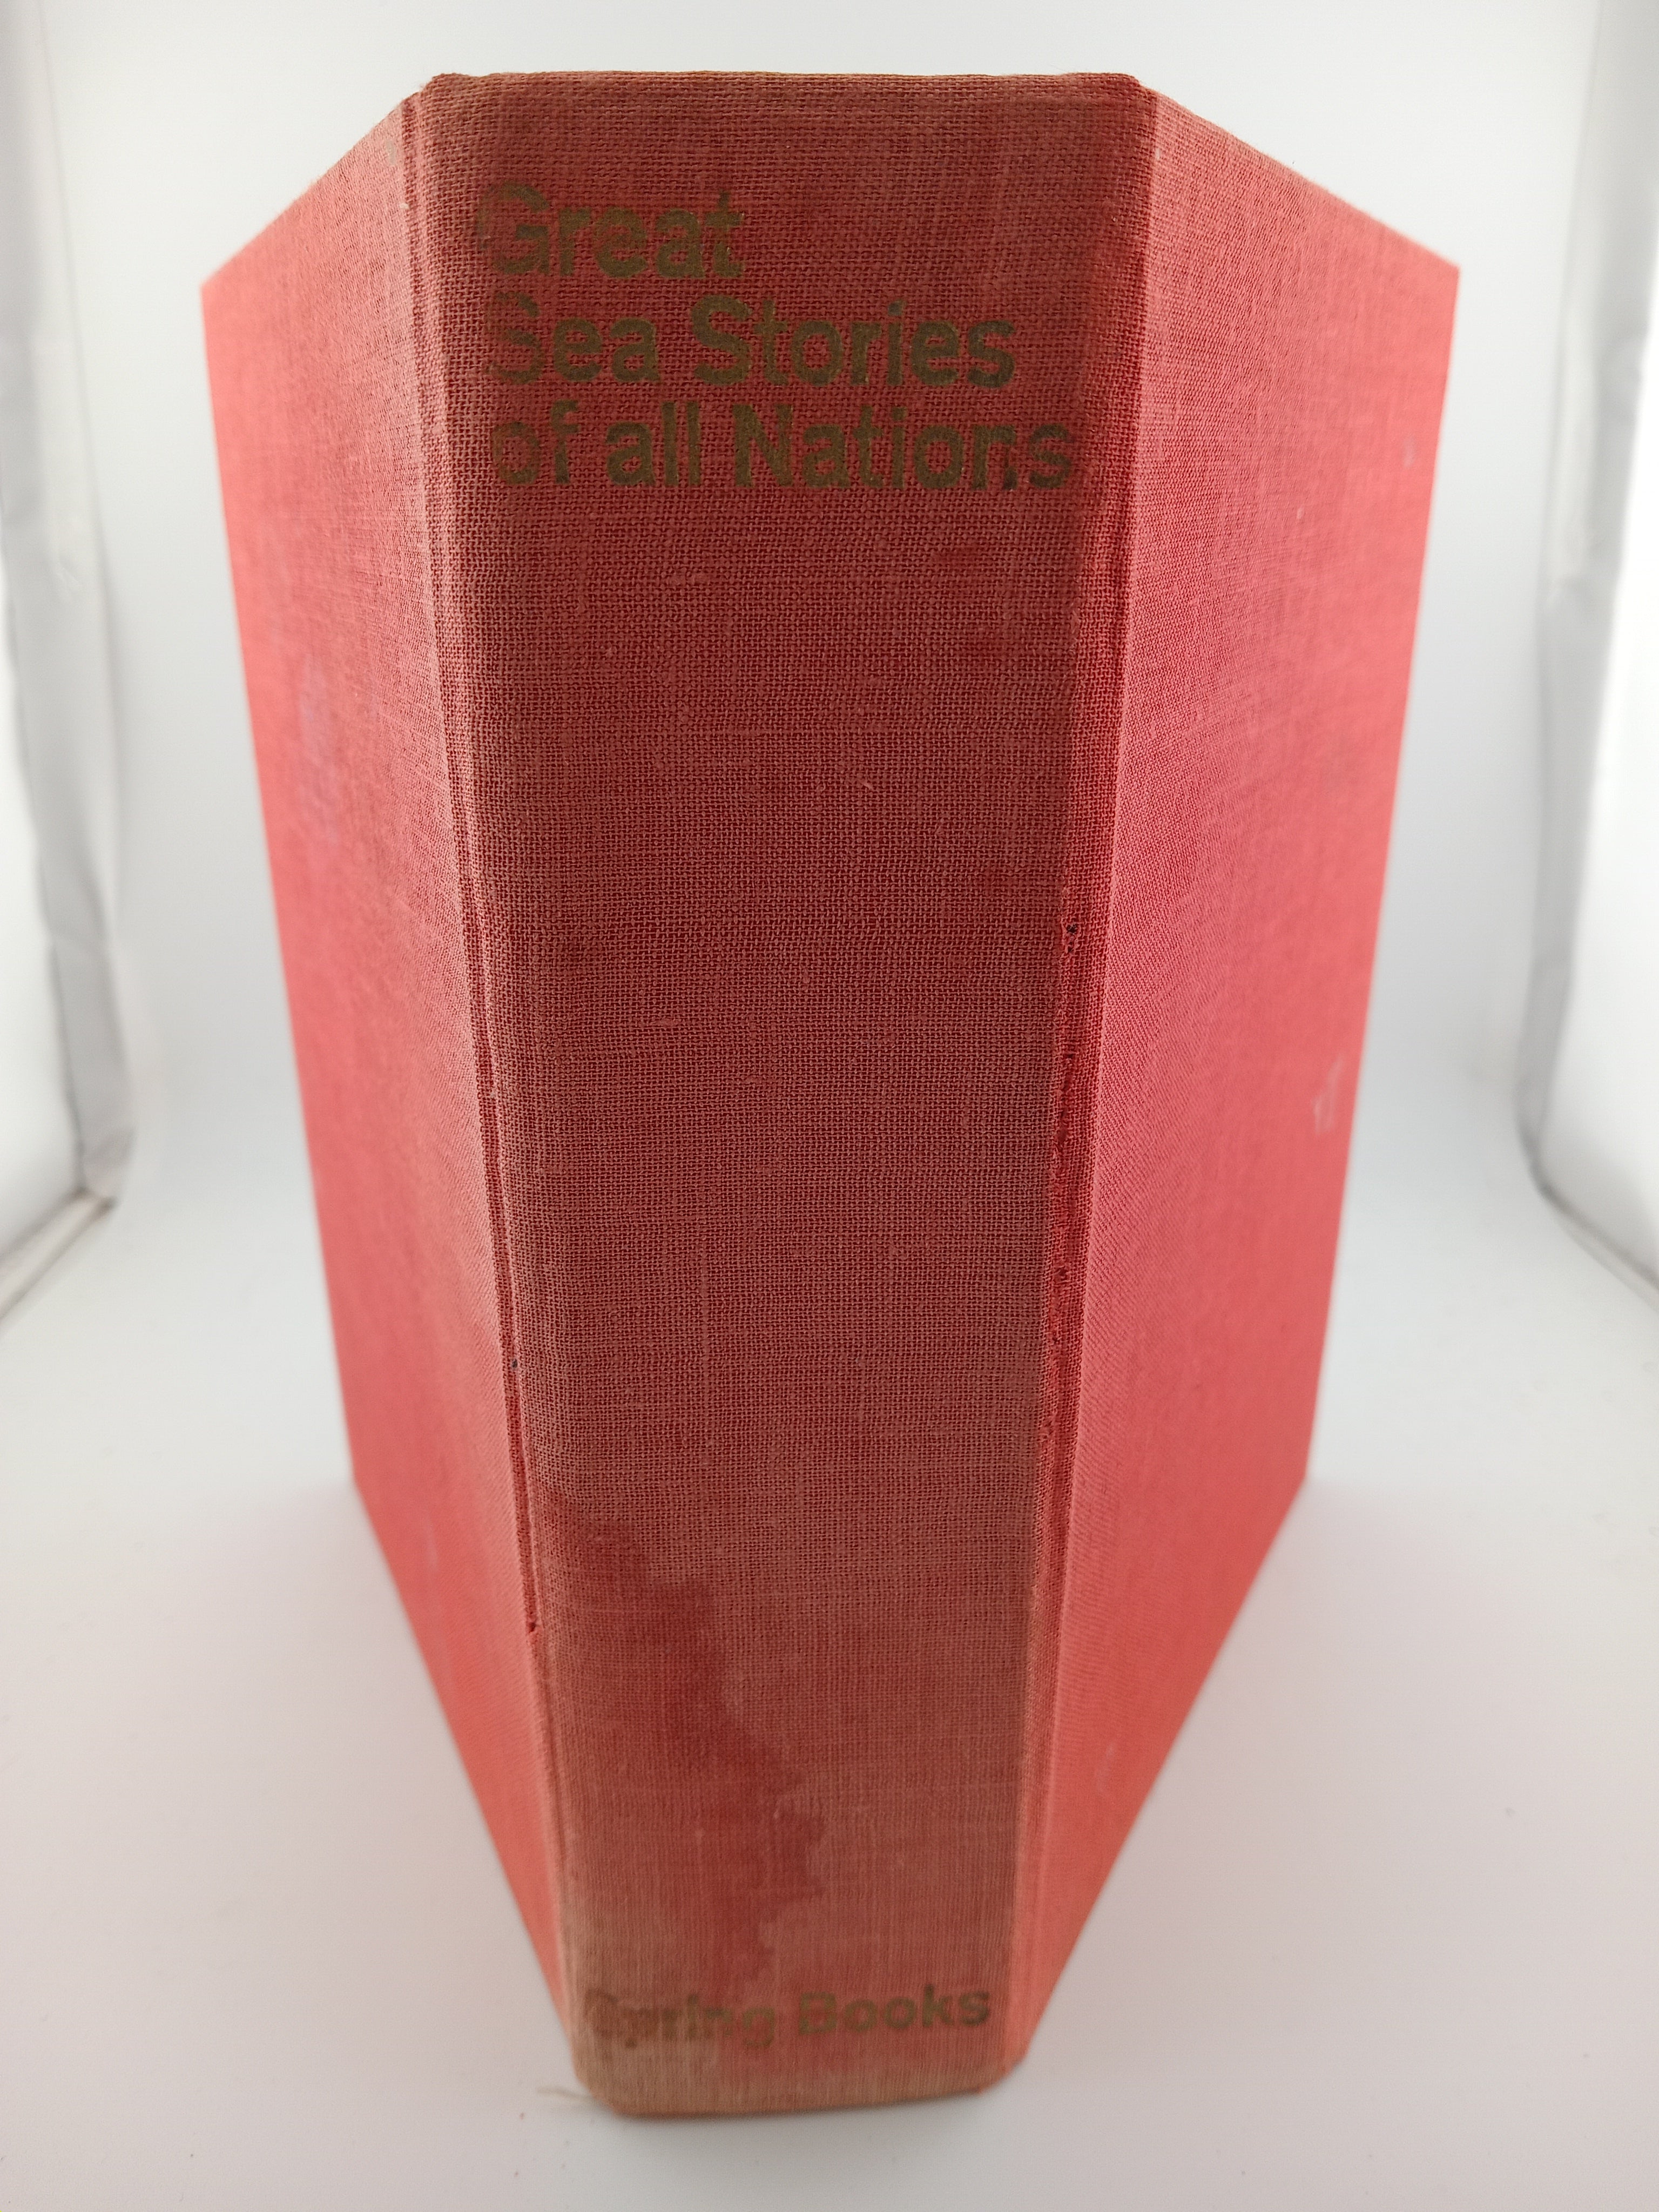 Great
Sea Stories
of all Nations
Spring Books